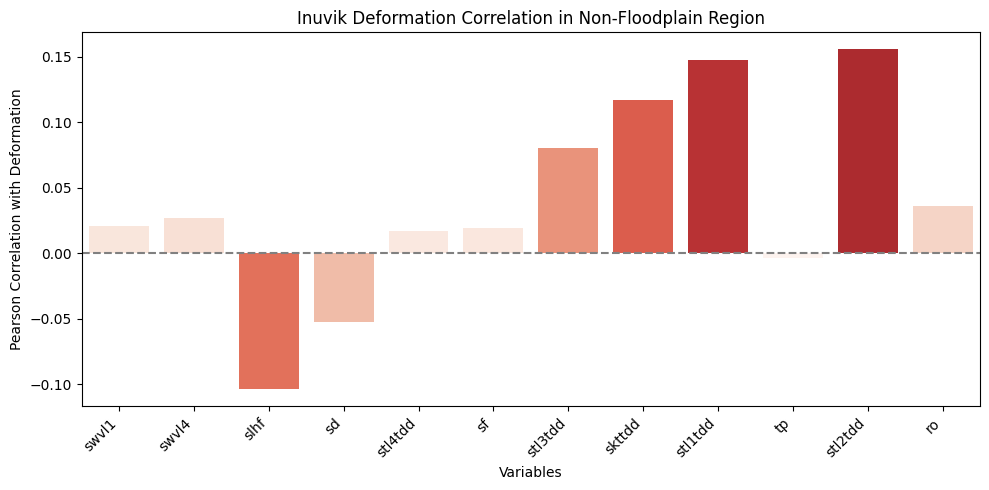 Inuvik Deformation Correlation in Non-Floodplain Region
Pearson Correlation with Deformation
0.15
0.10
0.05
0.00
−0.05
−0.10
swvl1
swvl4
slhf
sd
stl4tdd
sf
stl3tdd
skttdd
stl1tdd
tp
stl2tdd
ro
Variables